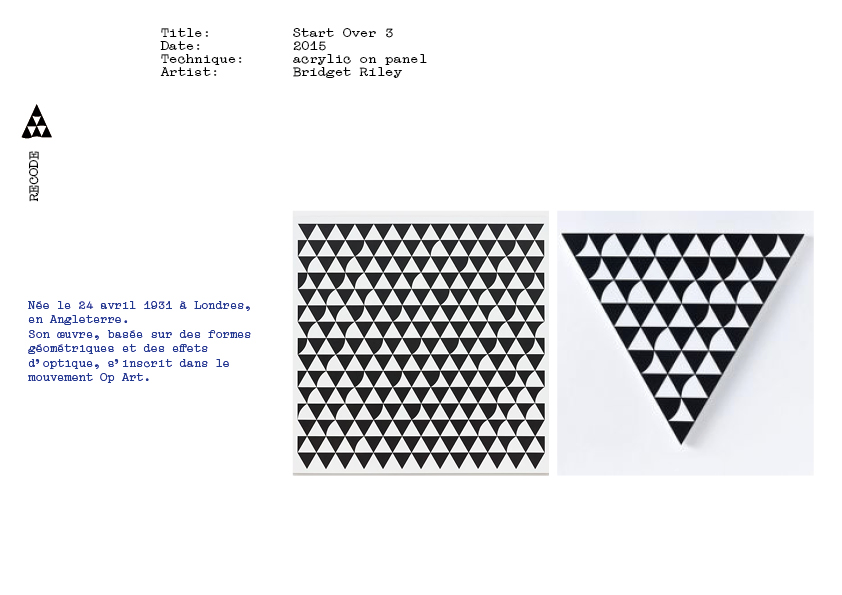 Title: Start Over 3
Date: 2015
Technique: acrylic on panel
Artist: Bridget Riley
RECODE
Née le 24 avril 1931 à Londres,
en Angleterre.
Son œuvre, basée sur des formes
géométriques et des effets
d'optique, s'inscrit dans le
mouvement Op Art.